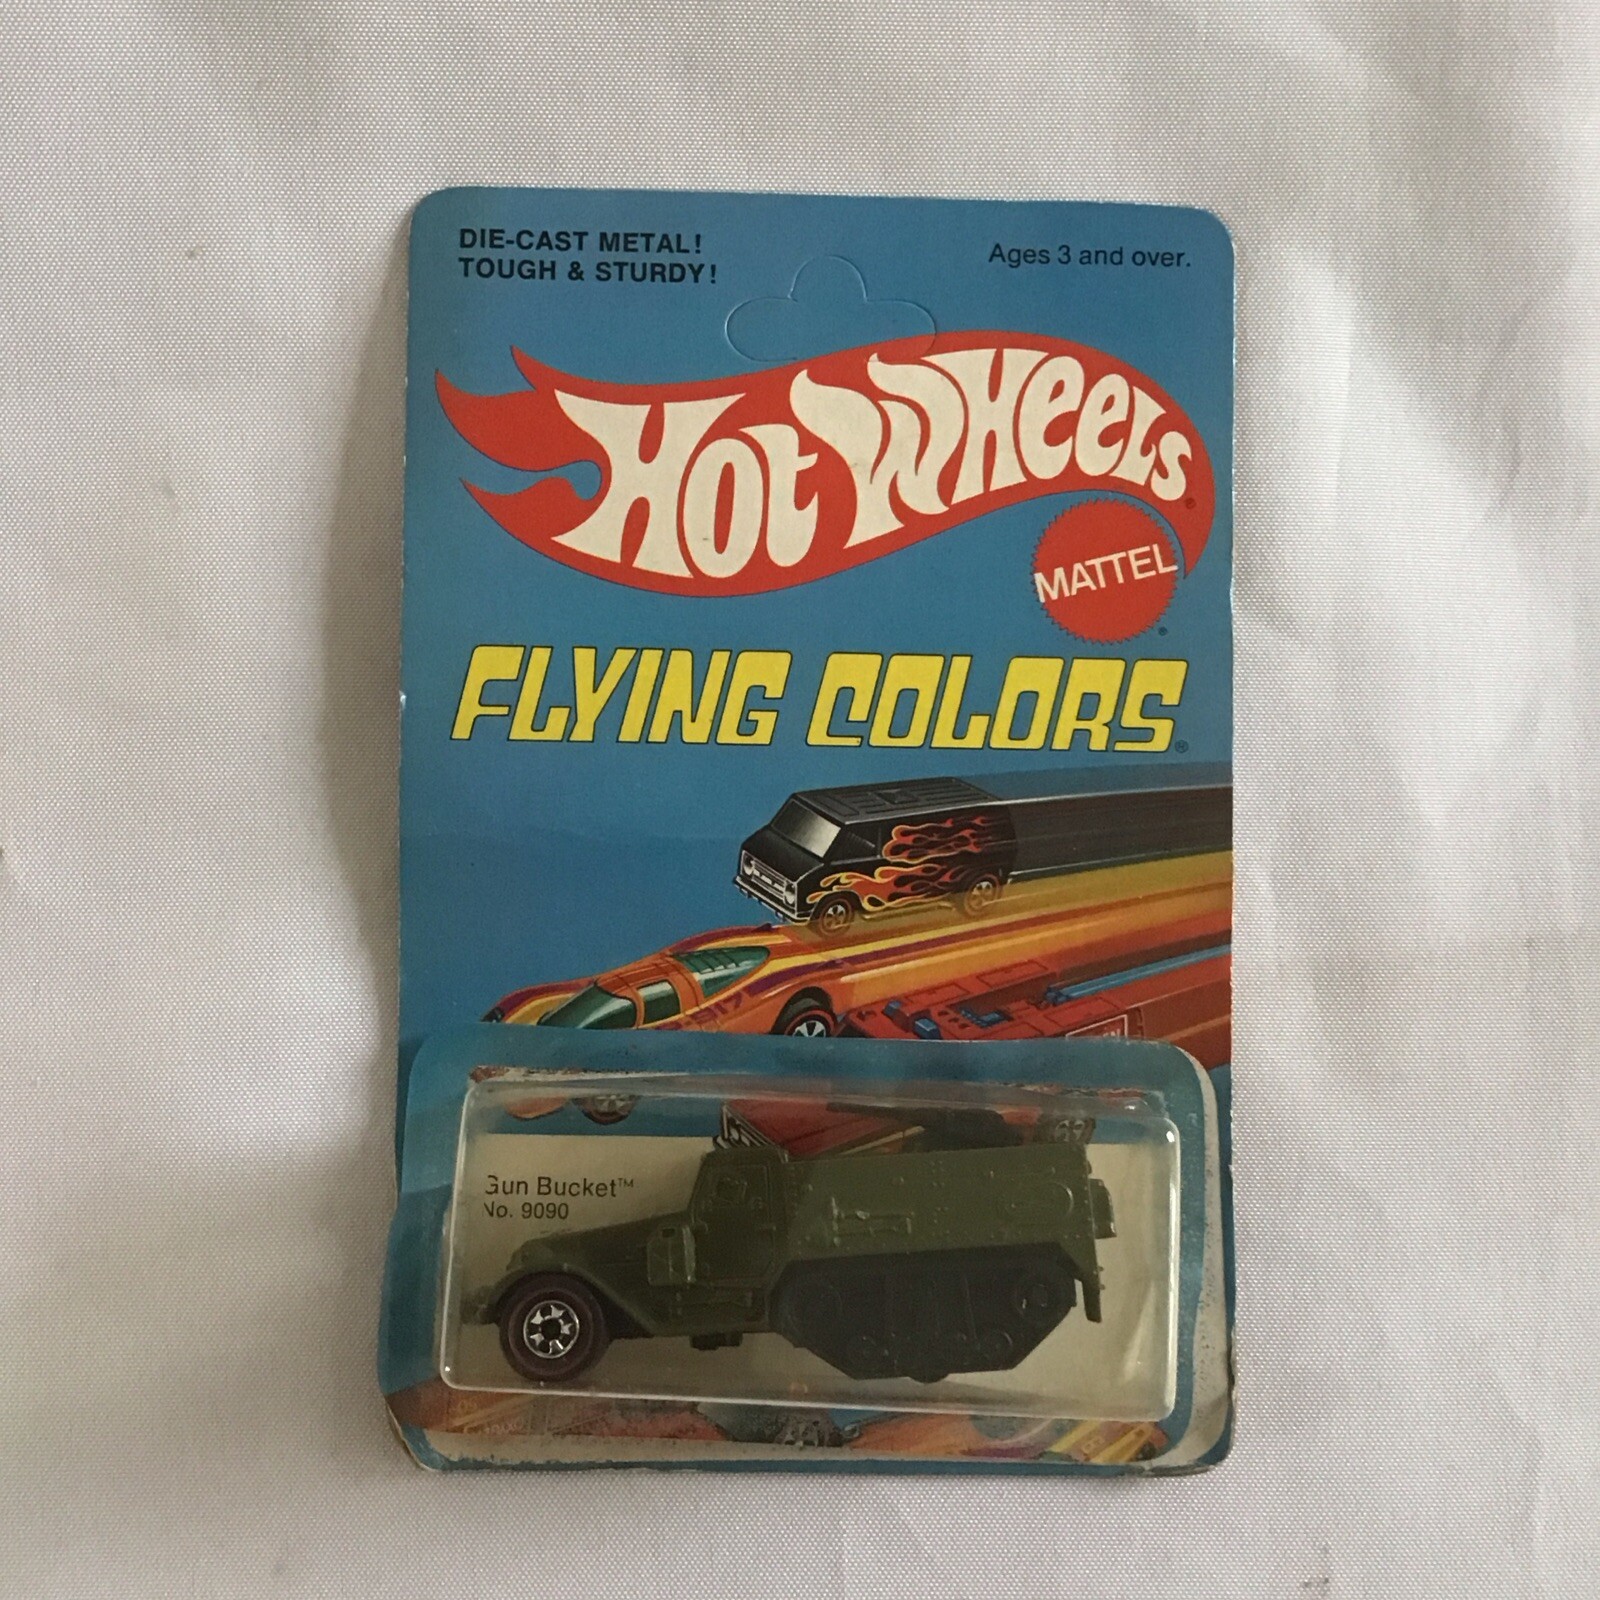 DIE-CAST METAL!
TOUGH & STURDY!
Ages 3 and over.
HOT WHEELS®
MATTEL®
FLYING COLORS®
Gun Bucket™
No. 9090